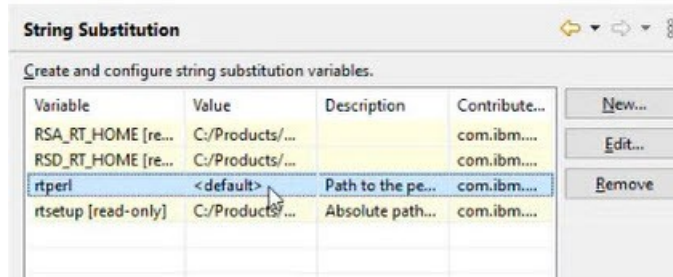 String Substitution
Create and configure string substitution variables.
Variable Value Description Contribute...
New...
RSA_RT_HOME [re... C:/Products/... com.ibm....
Edit...
RSD_RT_HOME [re... C:/Products/... com.ibm....
rtperl <default> Path to the pe... com.ibm....
Remove
rtsetup [read-only] C:/Products/... Absolute path... com.ibm....